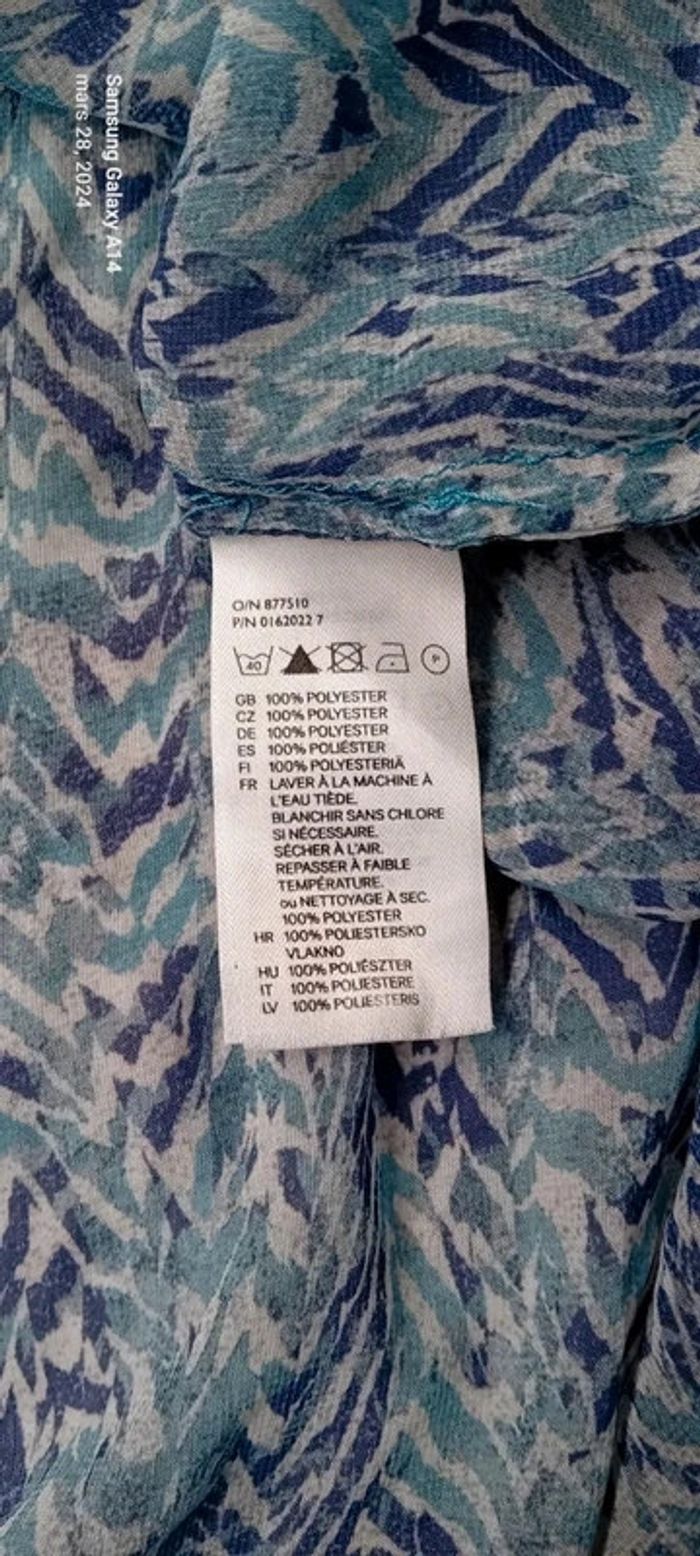 Samsung Galaxy A14
mars 28, 2024
O/N 877510
P/N 0162022 7
40
P
GB 100% POLYESTER
CZ 100% POLYESTER
DE 100% POLYESTER
ES 100% POLIÉSTER
FI 100% POLYESTERIÄ
FR LAVER À LA MACHINE À
L'EAU TIÈDE.
BLANCHIR SANS CHLORE
SI NÉCESSAIRE.
SÉCHER À L'AIR.
REPASSER À FAIBLE
TEMPÉRATURE.
ou NETTOYAGE À SEC.
100% POLYESTER
HR 100% POLIESTERSKO
VLAKNO
HU 100% POLIÉSZTER
IT 100% POLIESTERE
LV 100% POLIESTERIS